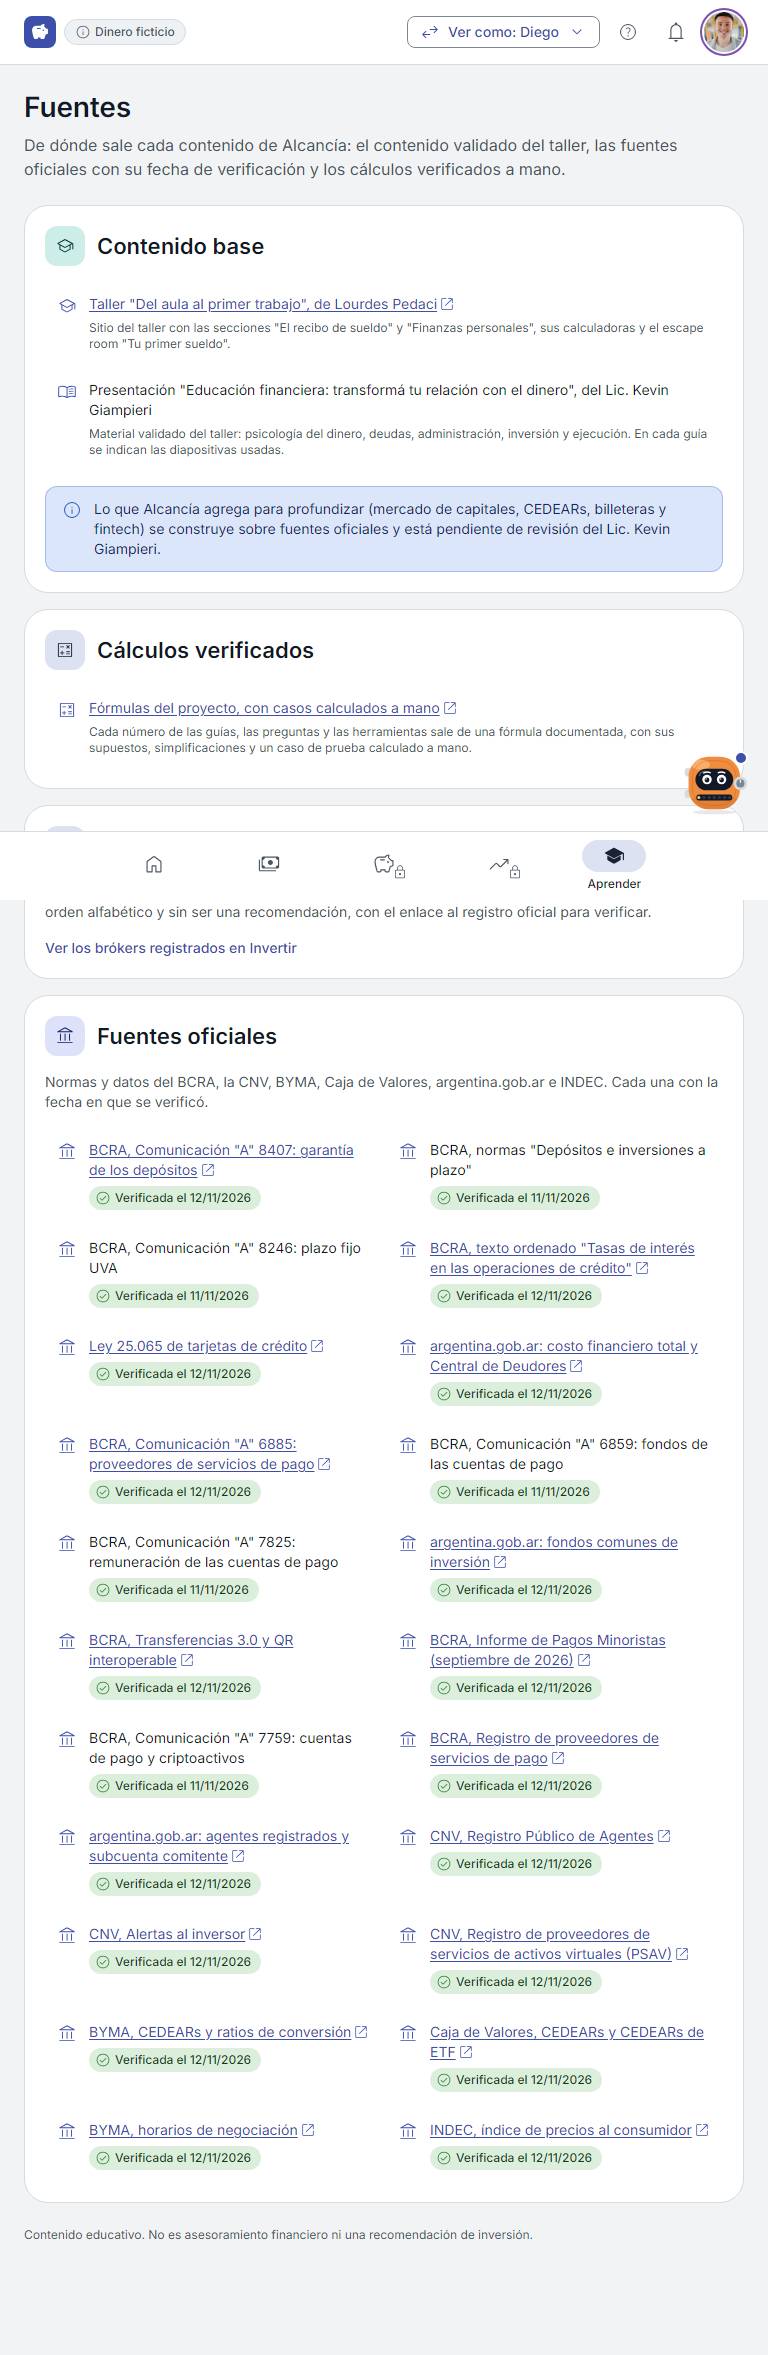 Dinero ficticio
Ver como: Diego
Fuentes
De dónde sale cada contenido de Alcancía: el contenido validado del taller, las fuentes
oficiales con su fecha de verificación y los cálculos verificados a mano.
Contenido base
Taller "Del aula al primer trabajo", de Lourdes Pedaci
Sitio del taller con las secciones "El recibo de sueldo" y "Finanzas personales", sus calculadoras y el escape
room "Tu primer sueldo".
Presentación "Educación financiera: transformá tu relación con el dinero", del Lic. Kevin
Giampieri
Material validado del taller: psicología del dinero, deudas, administración, inversión y ejecución. En cada guía
se indican las diapositivas usadas.
Lo que Alcancía agrega para profundizar (mercado de capitales, CEDEARs, billeteras y
fintech) se construye sobre fuentes oficiales y está pendiente de revisión del Lic. Kevin
Giampieri.
Cálculos verificados
Fórmulas del proyecto, con casos calculados a mano
Cada número de las guías, las preguntas y las herramientas sale de una fórmula documentada, con sus
supuestos, simplificaciones y un caso de prueba calculado a mano.
Aprender
orden alfabético y sin ser una recomendación, con el enlace al registro oficial para verificar.
Ver los brókers registrados en Invertir
Fuentes oficiales
Normas y datos del BCRA, la CNV, BYMA, Caja de Valores, argentina.gob.ar e INDEC. Cada una con la
fecha en que se verificó.
BCRA, Comunicación "A" 8407: garantía
de los depósitos
Verificada el 12/11/2026
BCRA, normas "Depósitos e inversiones a
plazo"
Verificada el 11/11/2026
BCRA, Comunicación "A" 8246: plazo fijo
UVA
Verificada el 11/11/2026
BCRA, texto ordenado "Tasas de interés
en las operaciones de crédito"
Verificada el 12/11/2026
Ley 25.065 de tarjetas de crédito
Verificada el 12/11/2026
argentina.gob.ar: costo financiero total y
Central de Deudores
Verificada el 12/11/2026
BCRA, Comunicación "A" 6885:
proveedores de servicios de pago
Verificada el 12/11/2026
BCRA, Comunicación "A" 6859: fondos de
las cuentas de pago
Verificada el 11/11/2026
BCRA, Comunicación "A" 7825:
remuneración de las cuentas de pago
Verificada el 11/11/2026
argentina.gob.ar: fondos comunes de
inversión
Verificada el 12/11/2026
BCRA, Transferencias 3.0 y QR
interoperable
Verificada el 12/11/2026
BCRA, Informe de Pagos Minoristas
(septiembre de 2026)
Verificada el 12/11/2026
BCRA, Comunicación "A" 7759: cuentas
de pago y criptoactivos
Verificada el 11/11/2026
BCRA, Registro de proveedores de
servicios de pago
Verificada el 12/11/2026
argentina.gob.ar: agentes registrados y
subcuenta comitente
Verificada el 12/11/2026
CNV, Registro Público de Agentes
Verificada el 12/11/2026
CNV, Alertas al inversor
Verificada el 12/11/2026
CNV, Registro de proveedores de
servicios de activos virtuales (PSAV)
Verificada el 12/11/2026
BYMA, CEDEARs y ratios de conversión
Verificada el 12/11/2026
Caja de Valores, CEDEARs y CEDEARs de
ETF
Verificada el 12/11/2026
BYMA, horarios de negociación
Verificada el 12/11/2026
INDEC, índice de precios al consumidor
Verificada el 12/11/2026
Contenido educativo. No es asesoramiento financiero ni una recomendación de inversión.